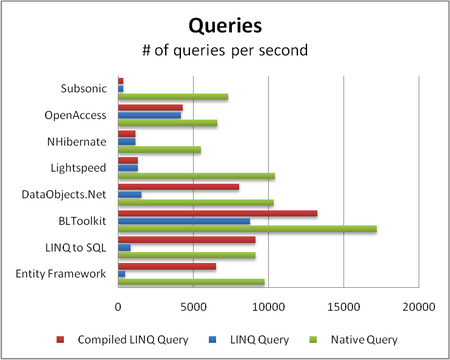 Queries
# of queries per second
Subsonic
OpenAccess
NHibernate
Lightspeed
DataObjects.Net
BLToolkit
LINQ to SQL
Entity Framework
0 5000 10000 15000 20000
Compiled LINQ Query LINQ Query Native Query